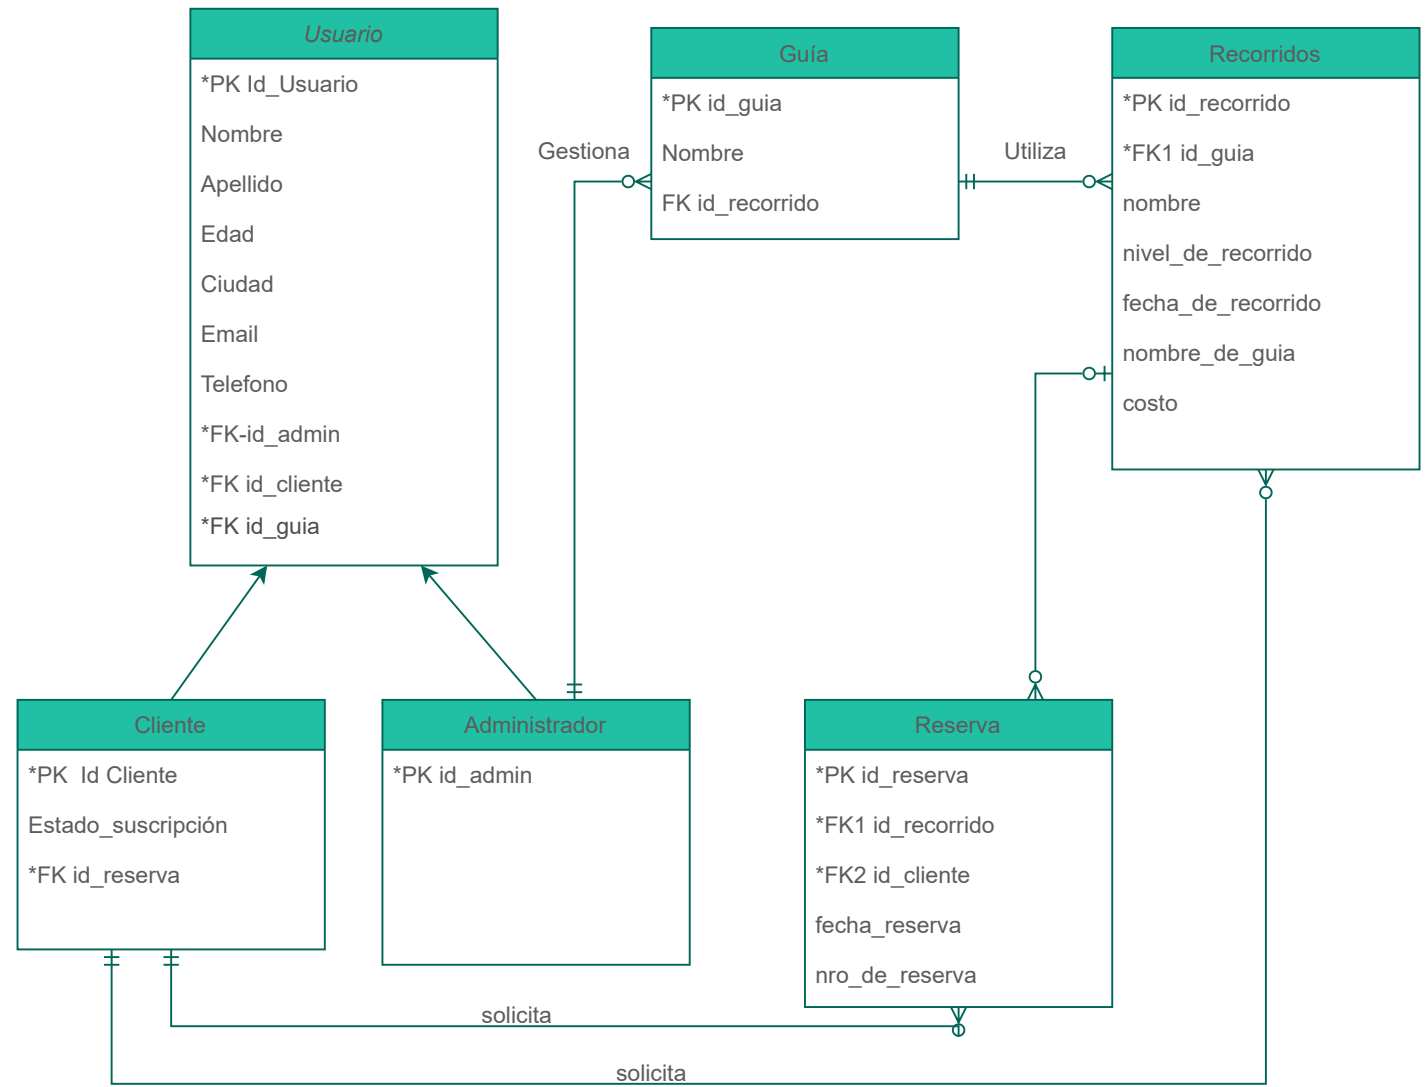 Usuario
*PK Id_Usuario
Nombre
Apellido
Edad
Ciudad
Email
Telefono
*FK-id_admin
*FK id_cliente
*FK id_guia
Gestiona
Guía
*PK id_guia
Nombre
FK id_recorrido
Utiliza
Recorridos
*PK id_recorrido
*FK1 id_guia
nombre
nivel_de_recorrido
fecha_de_recorrido
nombre_de_guia
costo
Cliente
*PK  Id Cliente
Estado_suscripción
*FK id_reserva
Administrador
*PK id_admin
Reserva
*PK id_reserva
*FK1 id_recorrido
*FK2 id_cliente
fecha_reserva
nro_de_reserva
solicita
solicita